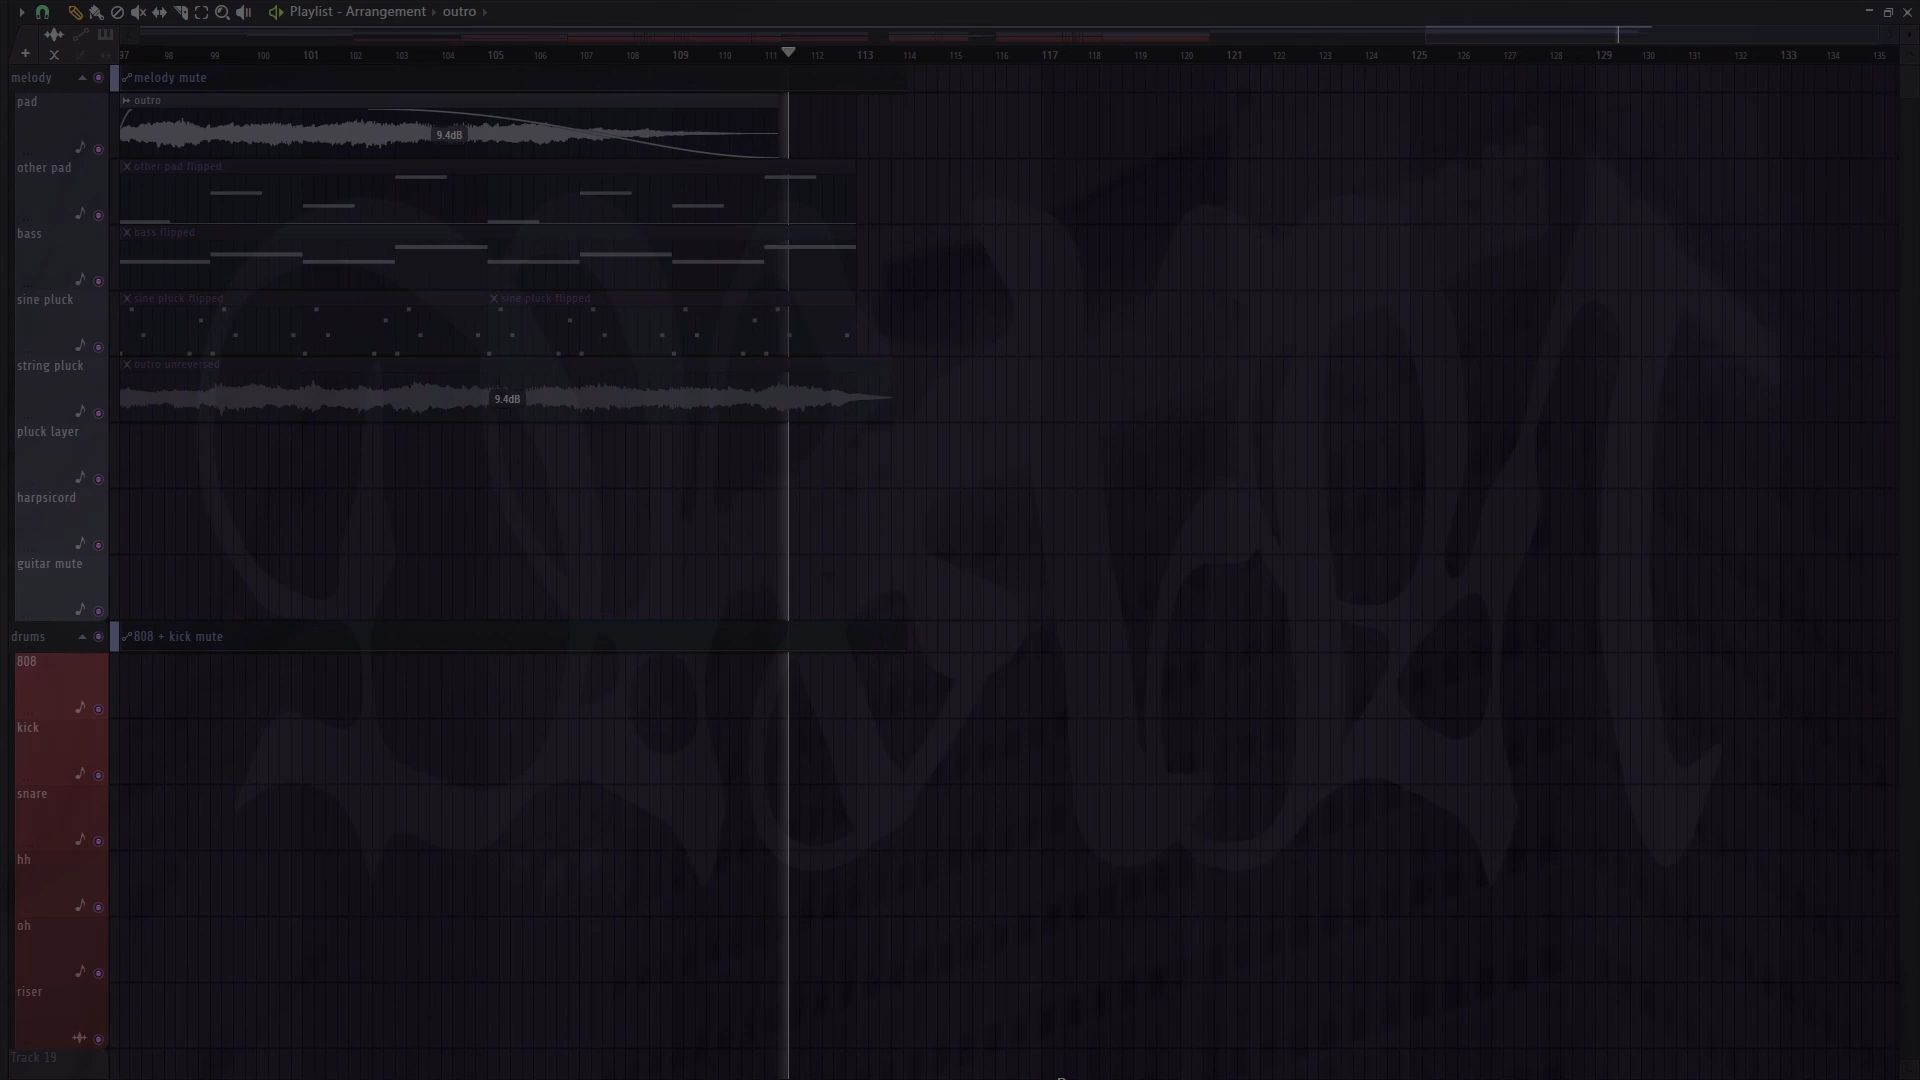 Playlist - Arrangement › outro ›
97 98 99 100 101 102 103 104 105 106 107 108 109 110 111 112 113 114 115 116 117 118 119 120 121 122 123 124 125 126 127 128 129 130 131 132 133 134 135
melody
melody mute
pad
outro
9.4dB
other pad
other pad flipped
bass
bass flipped
sine pluck
sine pluck flipped
sine pluck flipped
string pluck
outro unreversed
9.4dB
pluck layer
harpsicord
guitar mute
drums
808 + kick mute
808
kick
snare
hh
oh
riser
Track 19